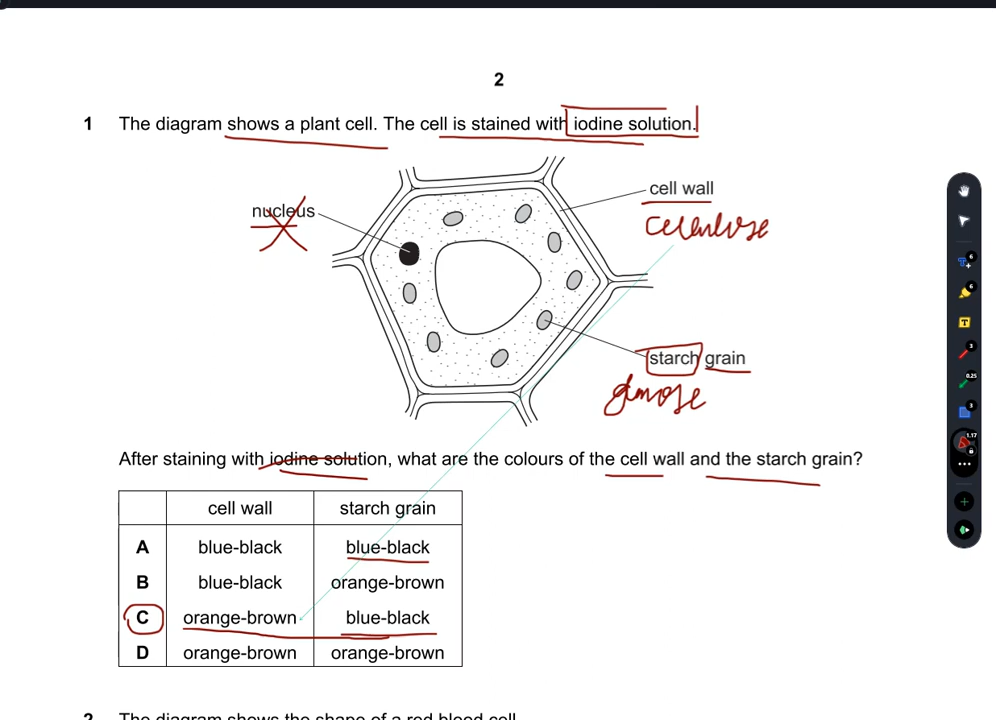 2
1 The diagram shows a plant cell. The cell is stained with iodine solution.
cell wall
nucleus
starch grain
After staining with iodine solution, what are the colours of the cell wall and the starch grain?
cell wall starch grain
A blue-black blue-black
B blue-black orange-brown
C orange-brown blue-black
D orange-brown orange-brown